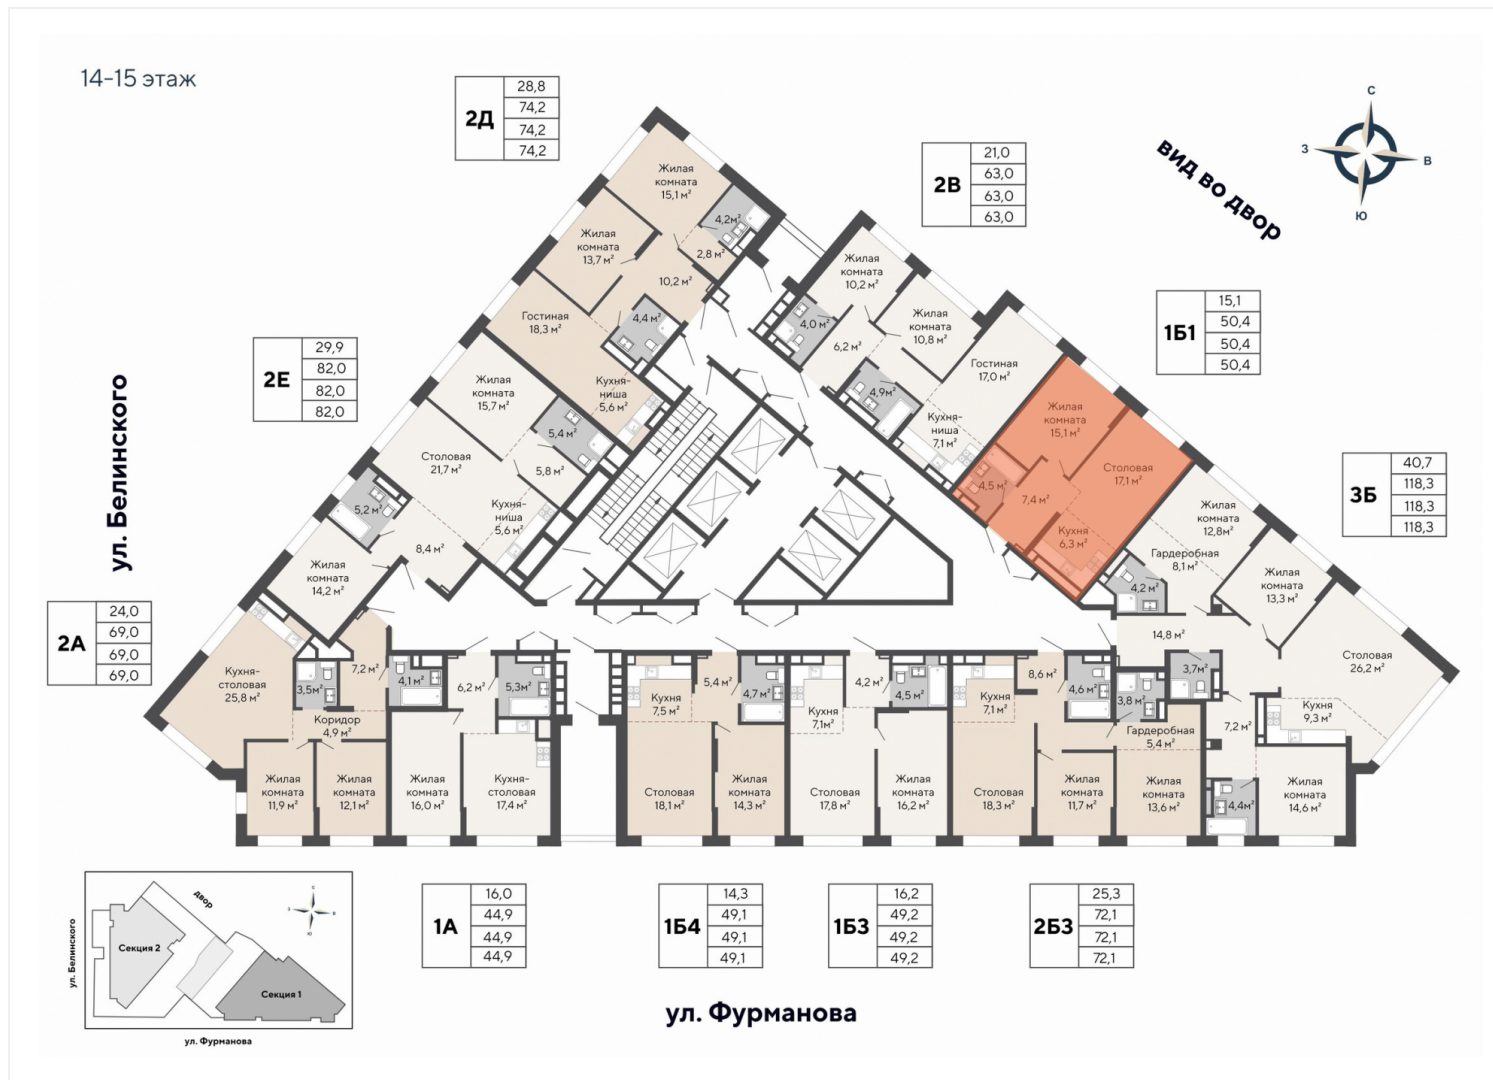 14-15 этаж
2Д
28,8
74,2
74,2
74,2
2В
21,0
63,0
63,0
63,0
вид во двор
С
З
В
Ю
1Б1
15,1
50,4
50,4
50,4
2Е
29,9
82,0
82,0
82,0
3Б
40,7
118,3
118,3
118,3
ул. Белинского
2А
24,0
69,0
69,0
69,0
Жилая
комната
15,1 м²
4,2м²
2,8 м²
Жилая
комната
13,7 м²
10,2 м²
Гостиная
18,3 м²
4,4 м²
Кухня-
ниша
5,6 м²
Жилая
комната
10,2 м²
4,0 м²
6,2 м²
Жилая
комната
10,8 м²
4,9м²
Гостиная
17,0 м²
Кухня-
ниша
7,1 м²
Жилая
комната
15,1 м²
Столовая
17,1 м²
4,5 м²
7,4 м²
Кухня
6,3 м²
Жилая
комната
15,7 м²
5,4 м²
5,8 м²
Столовая
21,7 м²
Кухня-
ниша
5,6 м²
5,2 м²
8,4 м²
Жилая
комната
14,2 м²
Жилая
комната
12,8м²
Гардеробная
8,1 м²
4,2 м²
Жилая
комната
13,3 м²
14,8 м²
Столовая
26,2 м²
3,7м²
Кухня
9,3 м²
7,2 м²
4,4м²
Жилая
комната
14,6 м²
Кухня-
столовая
25,8 м²
3,5м²
7,2 м²
Коридор
4,9 м²
Жилая
комната
11,9 м²
Жилая
комната
12,1 м²
4,1 м²
6,2 м²
5,3м²
Жилая
комната
16,0 м²
Кухня-
столовая
17,4 м²
Кухня
7,5 м²
5,4 м²
4,7 м²
Столовая
18,1 м²
Жилая
комната
14,3 м²
Кухня
7,1м²
4,2 м²
4,5 м²
Столовая
17,8 м²
Жилая
комната
16,2 м²
Кухня
7,1 м²
8,6 м²
4,6 м²
3,8 м²
Гардеробная
5,4 м²
Столовая
18,3 м²
Жилая
комната
11,7 м²
Жилая
комната
13,6 м²
1А
16,0
44,9
44,9
44,9
1Б4
14,3
49,1
49,1
49,1
1Б3
16,2
49,2
49,2
49,2
2Б3
25,3
72,1
72,1
72,1
ул. Фурманова
ул. Белинского
двор
С
З
В
Ю
Секция 2
Секция 1
ул. Фурманова